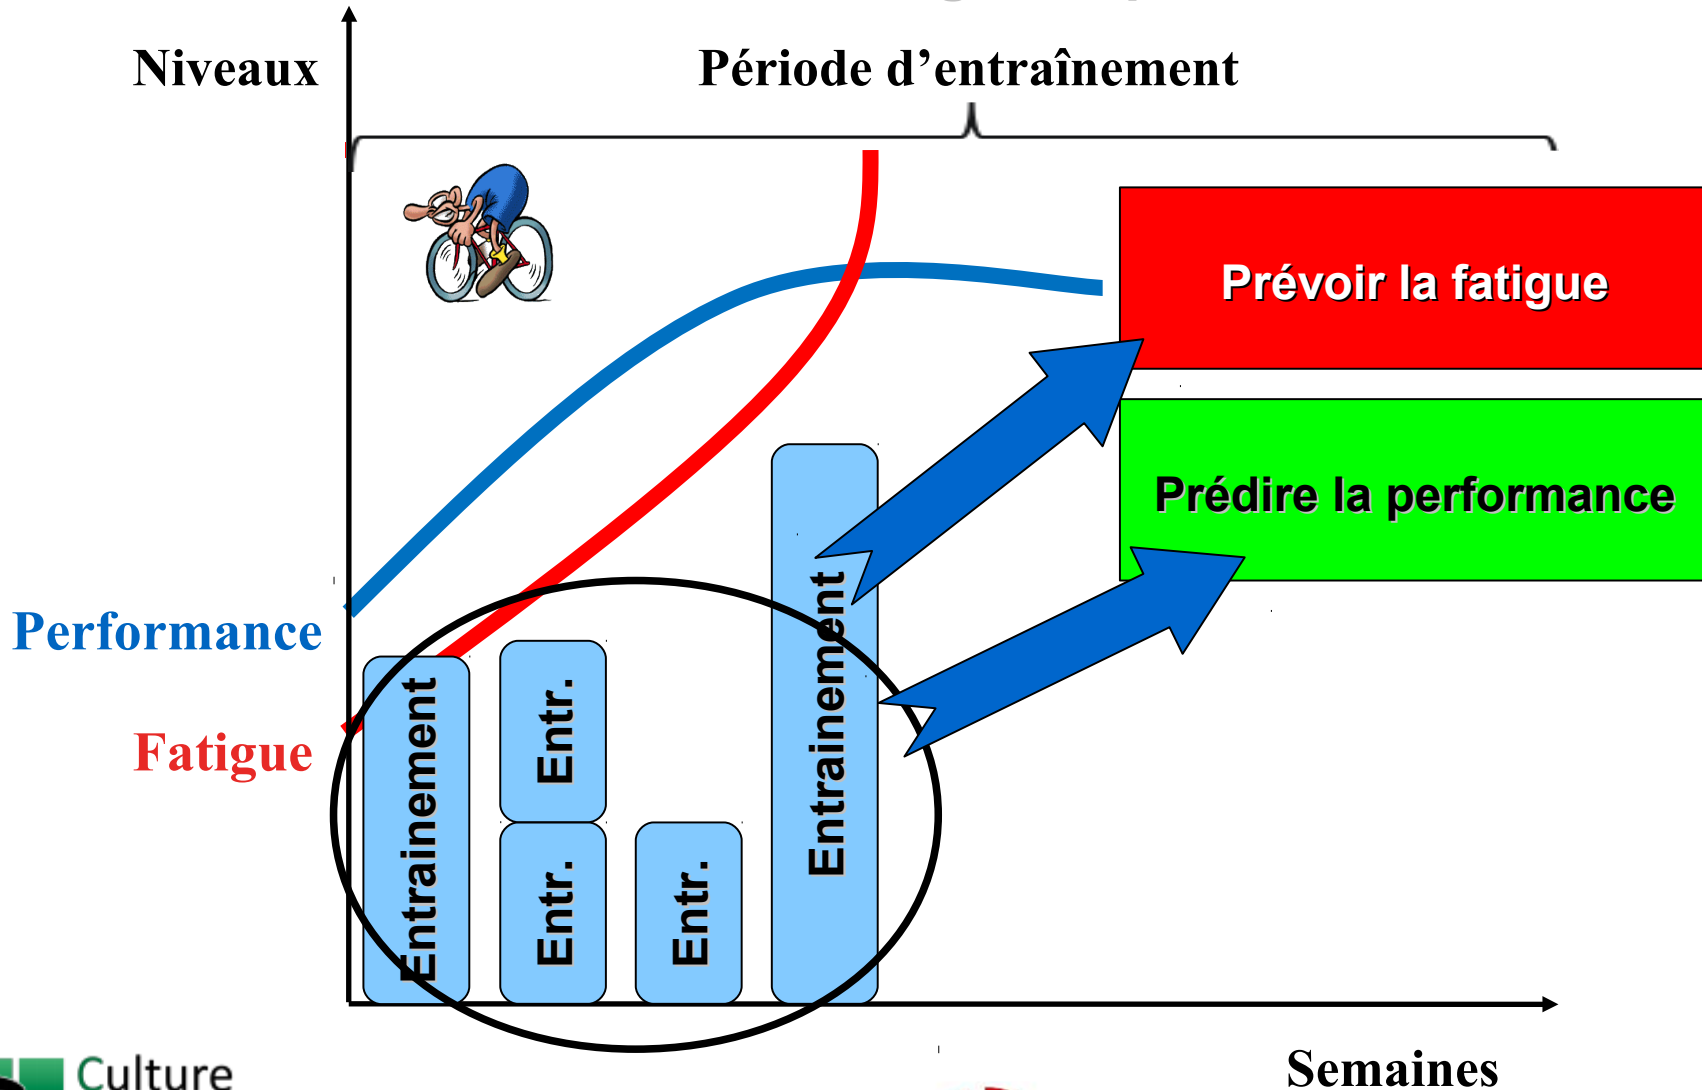 Niveaux
Période d’entraînement
Prévoir la fatigue
Prédire la performance
Performance
Fatigue
Entrainement
Entr.
Entr.
Entr.
Entrainement
Semaines
Culture